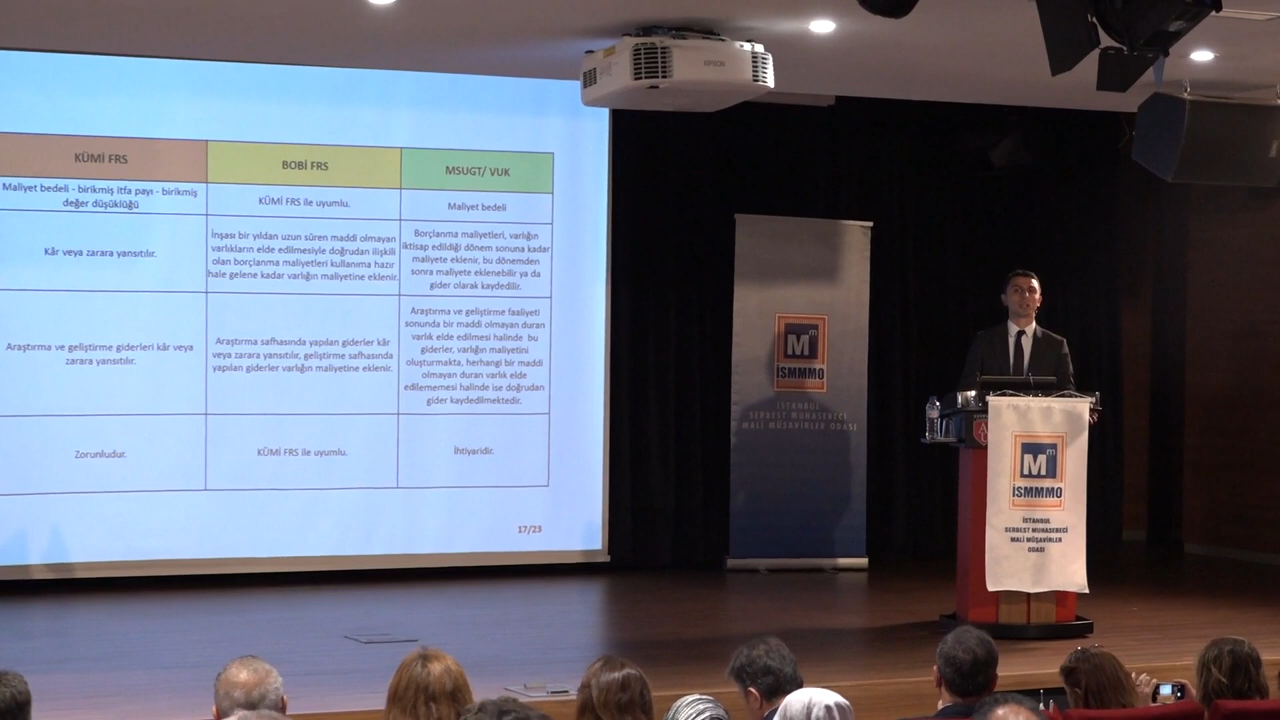 EPSON
KÜMİ FRS
BOBİ FRS
MSUGT/ VUK
Maliyet bedeli - birikmiş itfa payı - birikmiş
değer düşüklüğü
KÜMİ FRS ile uyumlu.
Maliyet bedeli
Kâr veya zarara yansıtılır.
İnşası bir yıldan uzun süren maddi olmayan
varlıkların elde edilmesiyle doğrudan ilişkili
olan borçlanma maliyetleri kullanıma hazır
hale gelene kadar varlığın maliyetine eklenir.
Borçlanma maliyetleri, varlığın
iktisap edildiği dönem sonuna kadar
maliyete eklenir, bu dönemden
sonra maliyete eklenebilir ya da
gider olarak kaydedilir.
Araştırma ve geliştirme giderleri kâr veya
zarara yansıtılır.
Araştırma safhasında yapılan giderler kâr
veya zarara yansıtılır, geliştirme safhasında
yapılan giderler varlığın maliyetine eklenir.
Araştırma ve geliştirme faaliyeti
sonunda bir maddi olmayan duran
varlık elde edilmesi halinde bu
giderler, varlığın maliyetini
oluşturmakta, herhangi bir maddi
olmayan duran varlık elde
edilememesi halinde ise doğrudan
gider kaydedilmektedir.
Zorunludur.
KÜMİ FRS ile uyumlu.
İhtiyaridir.
17/23
Mm
İSMMMO
İSTANBUL
SERBEST MUHASEBECİ
MALİ MÜŞAVİRLER ODASI
Mm
İSMMMO
İSTANBUL
SERBEST MUHASEBECİ
MALİ MÜŞAVİRLER
ODASI